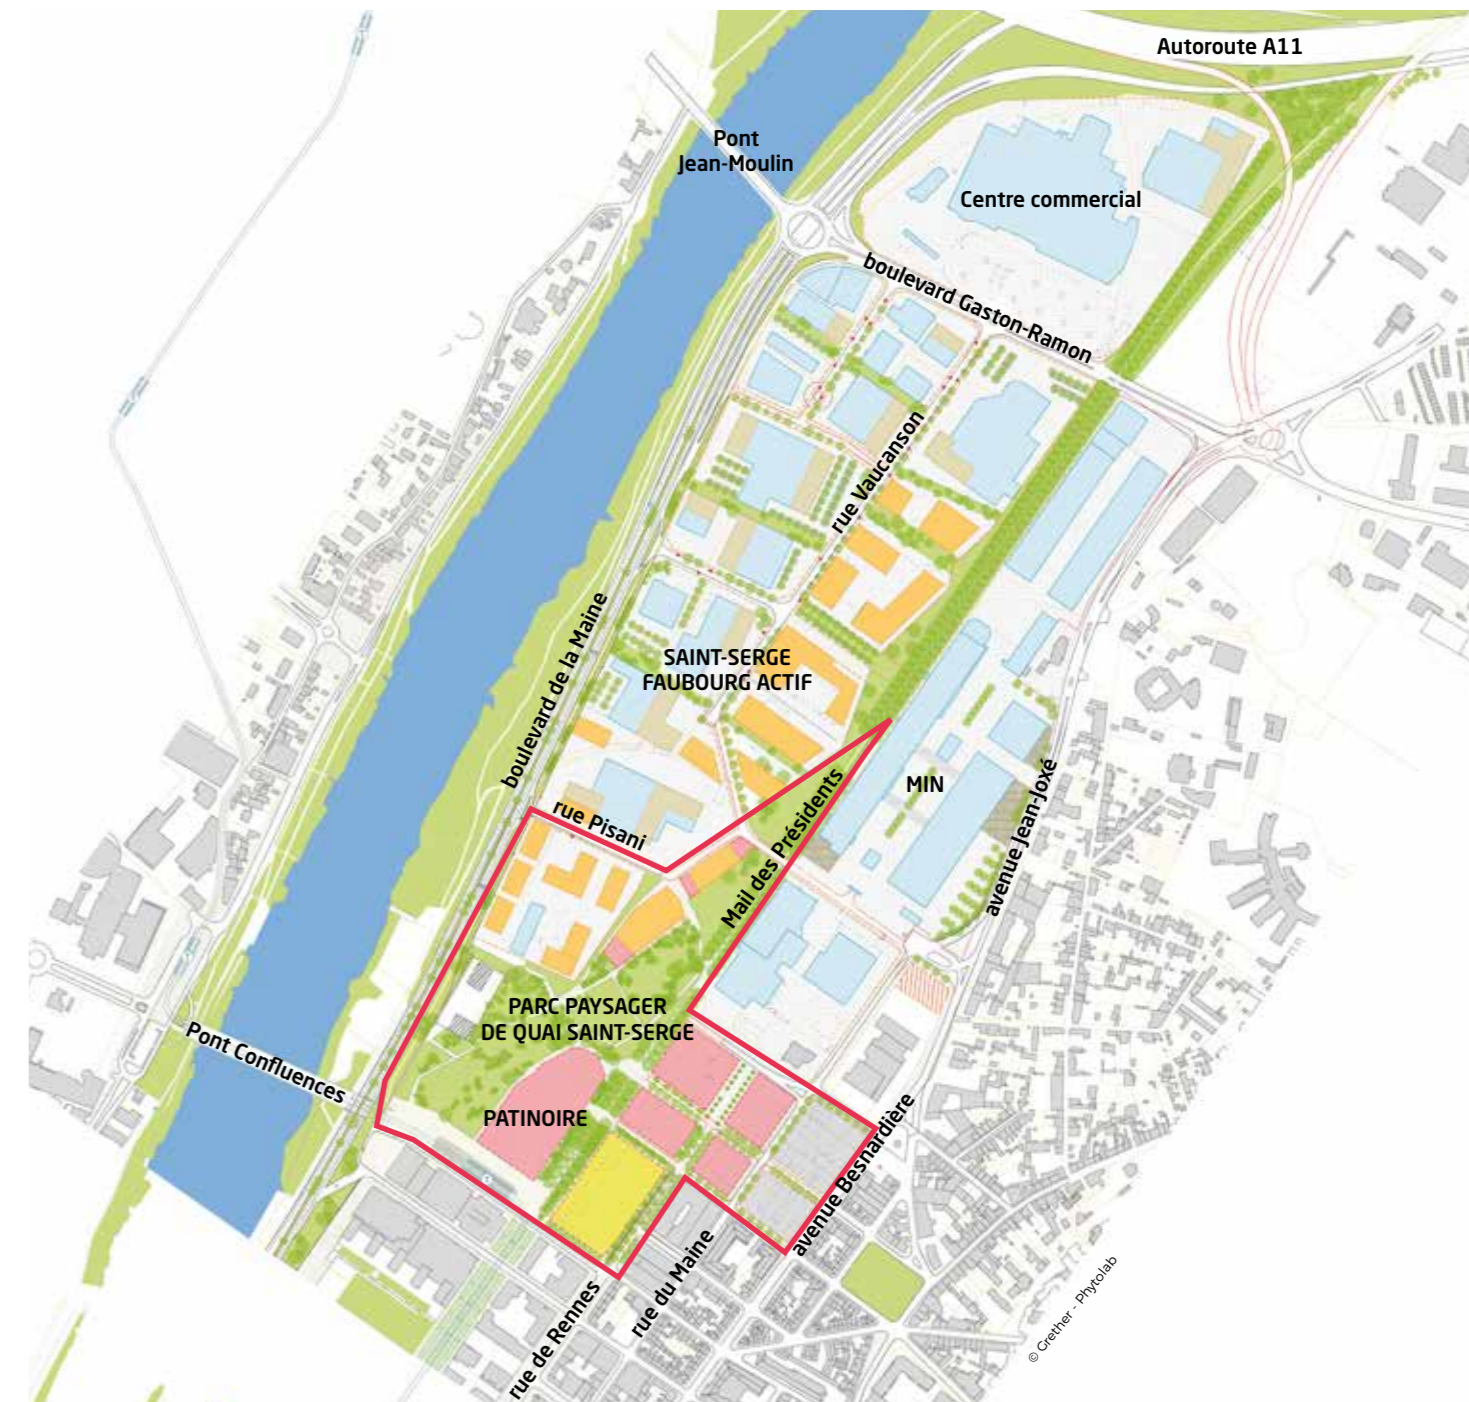 Autoroute A11
Pont
Jean-Moulin
Centre commercial
boulevard Gaston-Ramon
rue Vaucanson
boulevard de la Maine
SAINT-SERGE
FAUBOURG ACTIF
MIN
avenue Jean-Joxé
rue Pisani
Mail des Présidents
PARC PAYSAGER
DE QUAI SAINT-SERGE
Pont Confluences
PATINOIRE
avenue Besnardière
rue du Maine
rue de Rennes
© Grether - Phytolab